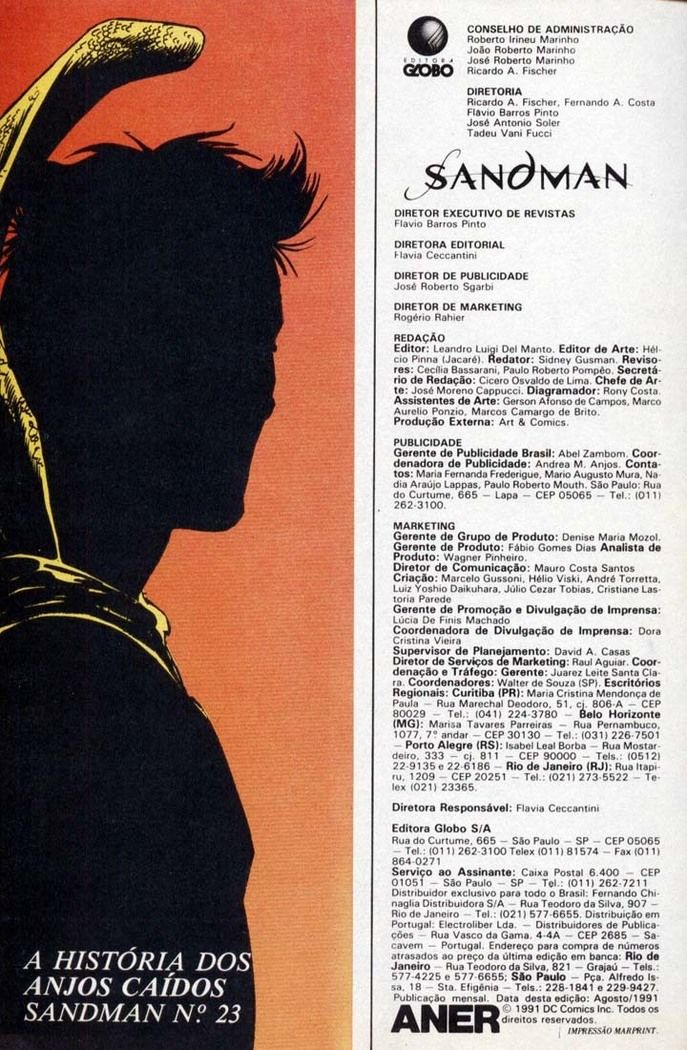 EDITORA
GLOBO
CONSELHO DE ADMINISTRAÇÃO
Roberto Irineu Marinho
João Roberto Marinho
José Roberto Marinho
Ricardo A. Fischer
DIRETORIA
Ricardo A. Fischer, Fernando A. Costa
Flávio Barros Pinto
José Antonio Soler
Tadeu Vani Fucci
SANDMAN
DIRETOR EXECUTIVO DE REVISTAS
Flavio Barros Pinto
DIRETORA EDITORIAL
Flavia Ceccantini
DIRETOR DE PUBLICIDADE
José Roberto Sgarbi
DIRETOR DE MARKETING
Rogério Rahier
REDAÇÃO
Editor: Leandro Luigi Del Manto. Editor de Arte: Hél-
cio Pinna (Jacaré). Redator: Sidney Gusman. Reviso-
res: Cecília Bassarani, Paulo Roberto Pompêo. Secretá-
rio de Redação: Cicero Osvaldo de Lima. Chefe de Ar-
te: José Moreno Cappucci. Diagramador: Rony Costa.
Assistentes de Arte: Gerson Afonso de Campos, Marco
Aurelio Ponzio, Marcos Camargo de Brito.
Produção Externa: Art & Comics.
PUBLICIDADE
Gerente de Publicidade Brasil: Abel Zambom. Coor-
denadora de Publicidade: Andrea M. Anjos. Conta-
tos: Maria Fernanda Frederigue, Mario Augusto Mura, Na-
dia Araújo Lappas, Paulo Roberto Mouth. São Paulo: Rua
do Curtume, 665 — Lapa — CEP 05065 — Tel.: (011)
262-3100.
MARKETING
Gerente de Grupo de Produto: Denise Maria Mozol.
Gerente de Produto: Fábio Gomes Dias Analista de
Produto: Wagner Pinheiro.
Diretor de Comunicação: Mauro Costa Santos
Criação: Marcelo Gussoni, Hélio Viski, André Torretta,
Luiz Yoshio Daikuhara, Júlio Cezar Tobias, Cristiane Las-
toria Parede
Gerente de Promoção e Divulgação de Imprensa:
Lúcia De Finis Machado
Coordenadora de Divulgação de Imprensa: Dora
Cristina Vieira
Supervisor de Planejamento: David A. Casas
Diretor de Serviços de Marketing: Raul Aguiar. Coor-
denação e Tráfego: Gerente: Juarez Leite Santa Cla-
ra. Coordenadores: Walter de Souza (SP). Escritórios
Regionais: Curitiba (PR): Maria Cristina Mendonça de
Paula — Rua Marechal Deodoro, 51, cj. 806-A — CEP
80029 — Tel.: (041) 224-3780 — Belo Horizonte
(MG): Marisa Tavares Parreiras — Rua Pernambuco,
1077, 7º andar — CEP 30130 — Tel.: (031) 226-7501
— Porto Alegre (RS): Isabel Leal Borba — Rua Mostar-
deiro, 333 — cj. 811 — CEP 90000 — Tels.: (0512)
22-9135 e 22-6186 — Rio de Janeiro (RJ): Rua Itapi-
ru, 1209 — CEP 20251 — Tel.: (021) 273-5522 — Te-
lex (021) 23365.
Diretora Responsável: Flavia Ceccantini
Editora Globo S/A
Rua do Curtume, 665 — São Paulo — SP — CEP 05065
— Tel.: (011) 262-3100 Telex (011) 81574 — Fax (011)
864-0271
Serviço ao Assinante: Caixa Postal 6.400 — CEP
01051 — São Paulo — SP — Tel.: (011) 262-7211
Distribuidor exclusivo para todo o Brasil: Fernando Chi-
naglia Distribuidora S/A — Rua Teodoro da Silva, 907 —
Rio de Janeiro — Tel.: (021) 577-6655. Distribuição em
Portugal: Electroliber Lda. — Distribuidores de Publica-
ções — Rua Vasco da Gama. 4-4A — CEP 2685 — Sa-
cavem — Portugal. Endereço para compra de números
atrasados ao preço da última edição em banca: Rio de
Janeiro — Rua Teodoro da Silva, 821 — Grajaú — Tels.:
577-4225 e 577-6655; São Paulo — Pça. Alfredo Is-
sa, 18 — Sta. Efigênia — Tels.: 228-1841 e 229-9427.
Publicação mensal. Data desta edição: Agosto/1991
ANER © 1991 DC Comics Inc. Todos os
direitos reservados.
IMPRESSÃO MARPRINT.
A HISTÓRIA DOS
ANJOS CAÍDOS
SANDMAN Nº 23